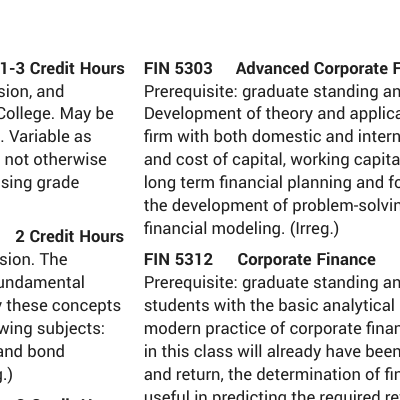 1-3 Credit Hours
sion, and
College. May be
. Variable as
not otherwise
sing grade
2 Credit Hours
sion. The
undamental
these concepts
wing subjects:
and bond
.)
FIN 5303 Advanced Corporate F
Prerequisite: graduate standing an
Development of theory and applica
firm with both domestic and intern
and cost of capital, working capita
long term financial planning and fo
the development of problem-solvin
financial modeling. (Irreg.)
FIN 5312 Corporate Finance
Prerequisite: graduate standing an
students with the basic analytical
modern practice of corporate finan
in this class will already have been
and return, the determination of fin
useful in predicting the required re